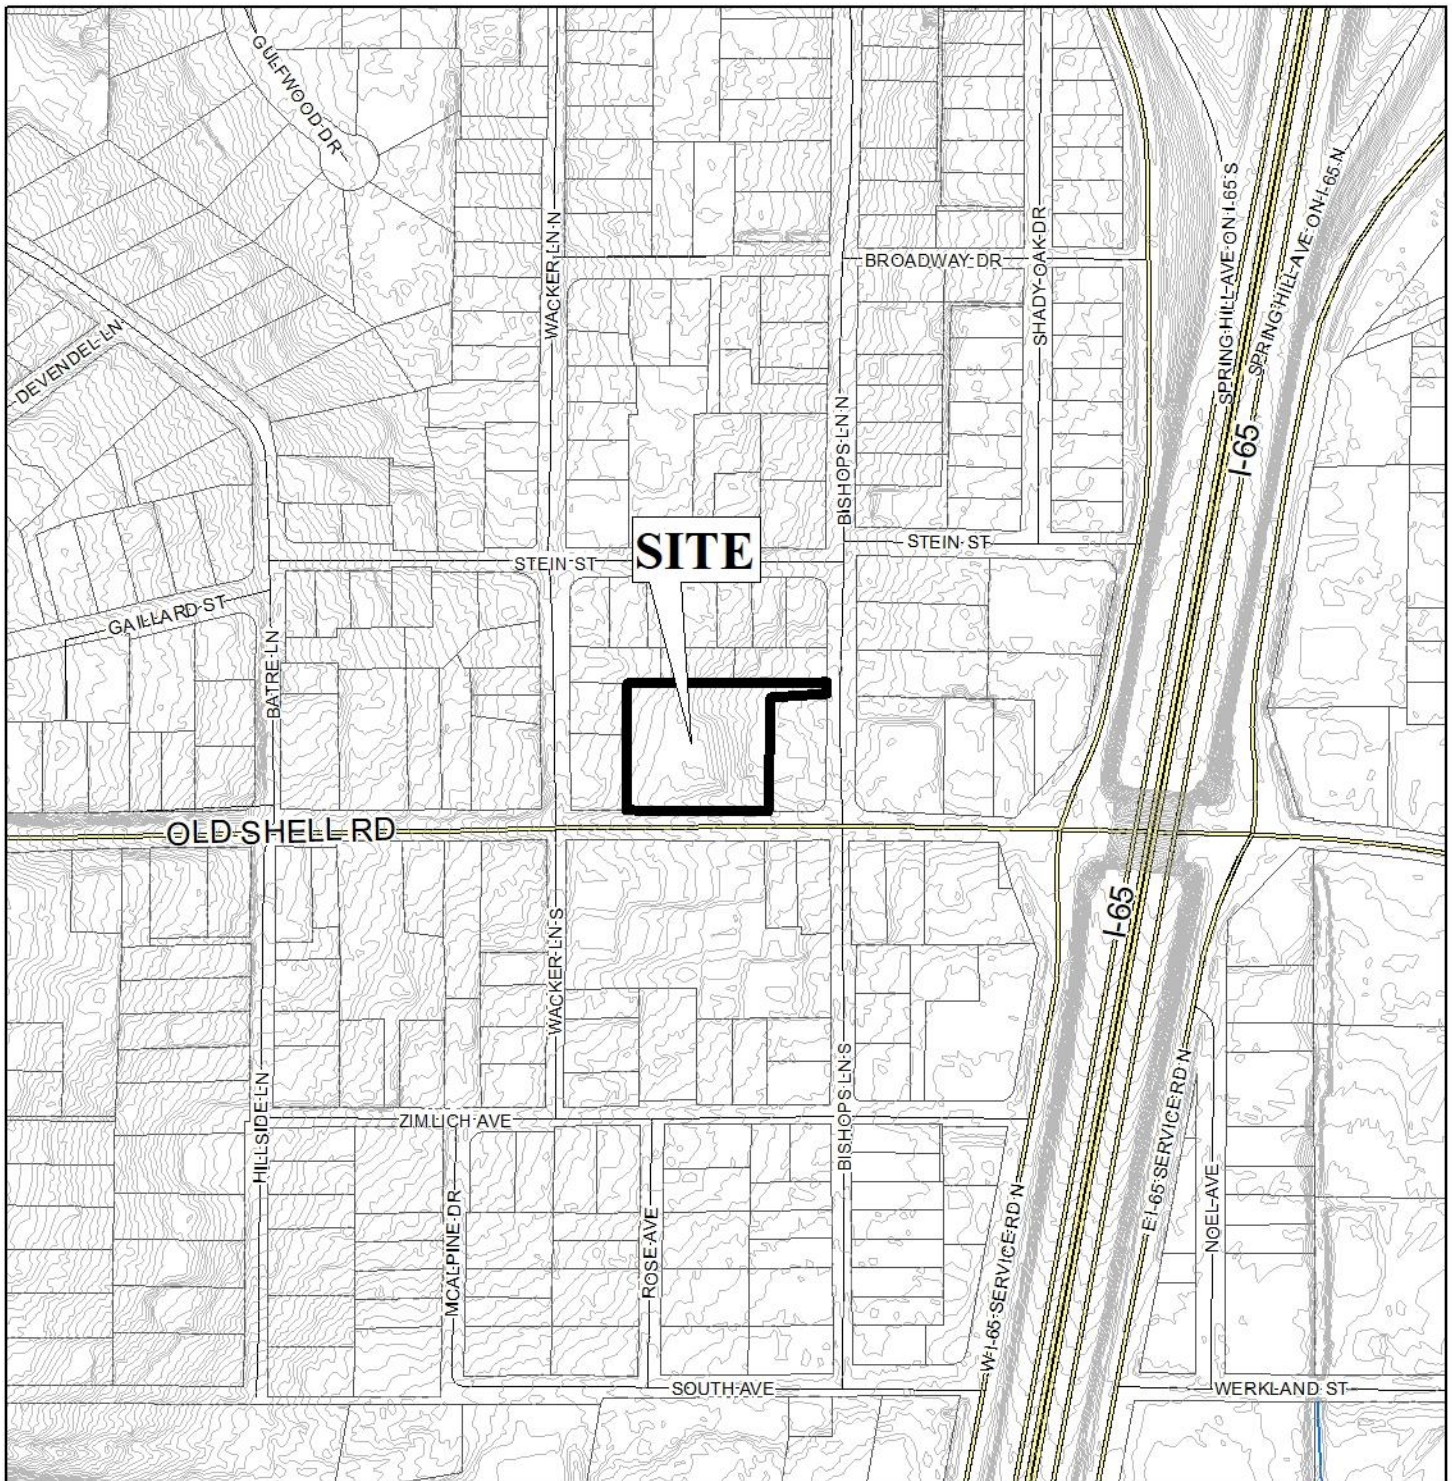 GULFWOOD DR
WACKER LN N
BROADWAY DR
SHADY OAK DR
SPRING HILL AVE ON I-65 S
SPRING HILL AVE ON I-65 N
DEVENDEL LN
BISHOPS LN N
I-65
SITE
STEIN ST
STEIN ST
GAILLARD ST
BATRE LN
OLD SHELL RD
I-65
WACKER LN S
BISHOPS LN S
HILLSIDE LN
ZIMLICH AVE
MCALPINE DR
ROSE AVE
W I-65 SERVICE RD N
E I-65 SERVICE RD N
NOEL AVE
SOUTH AVE
WERKLAND ST